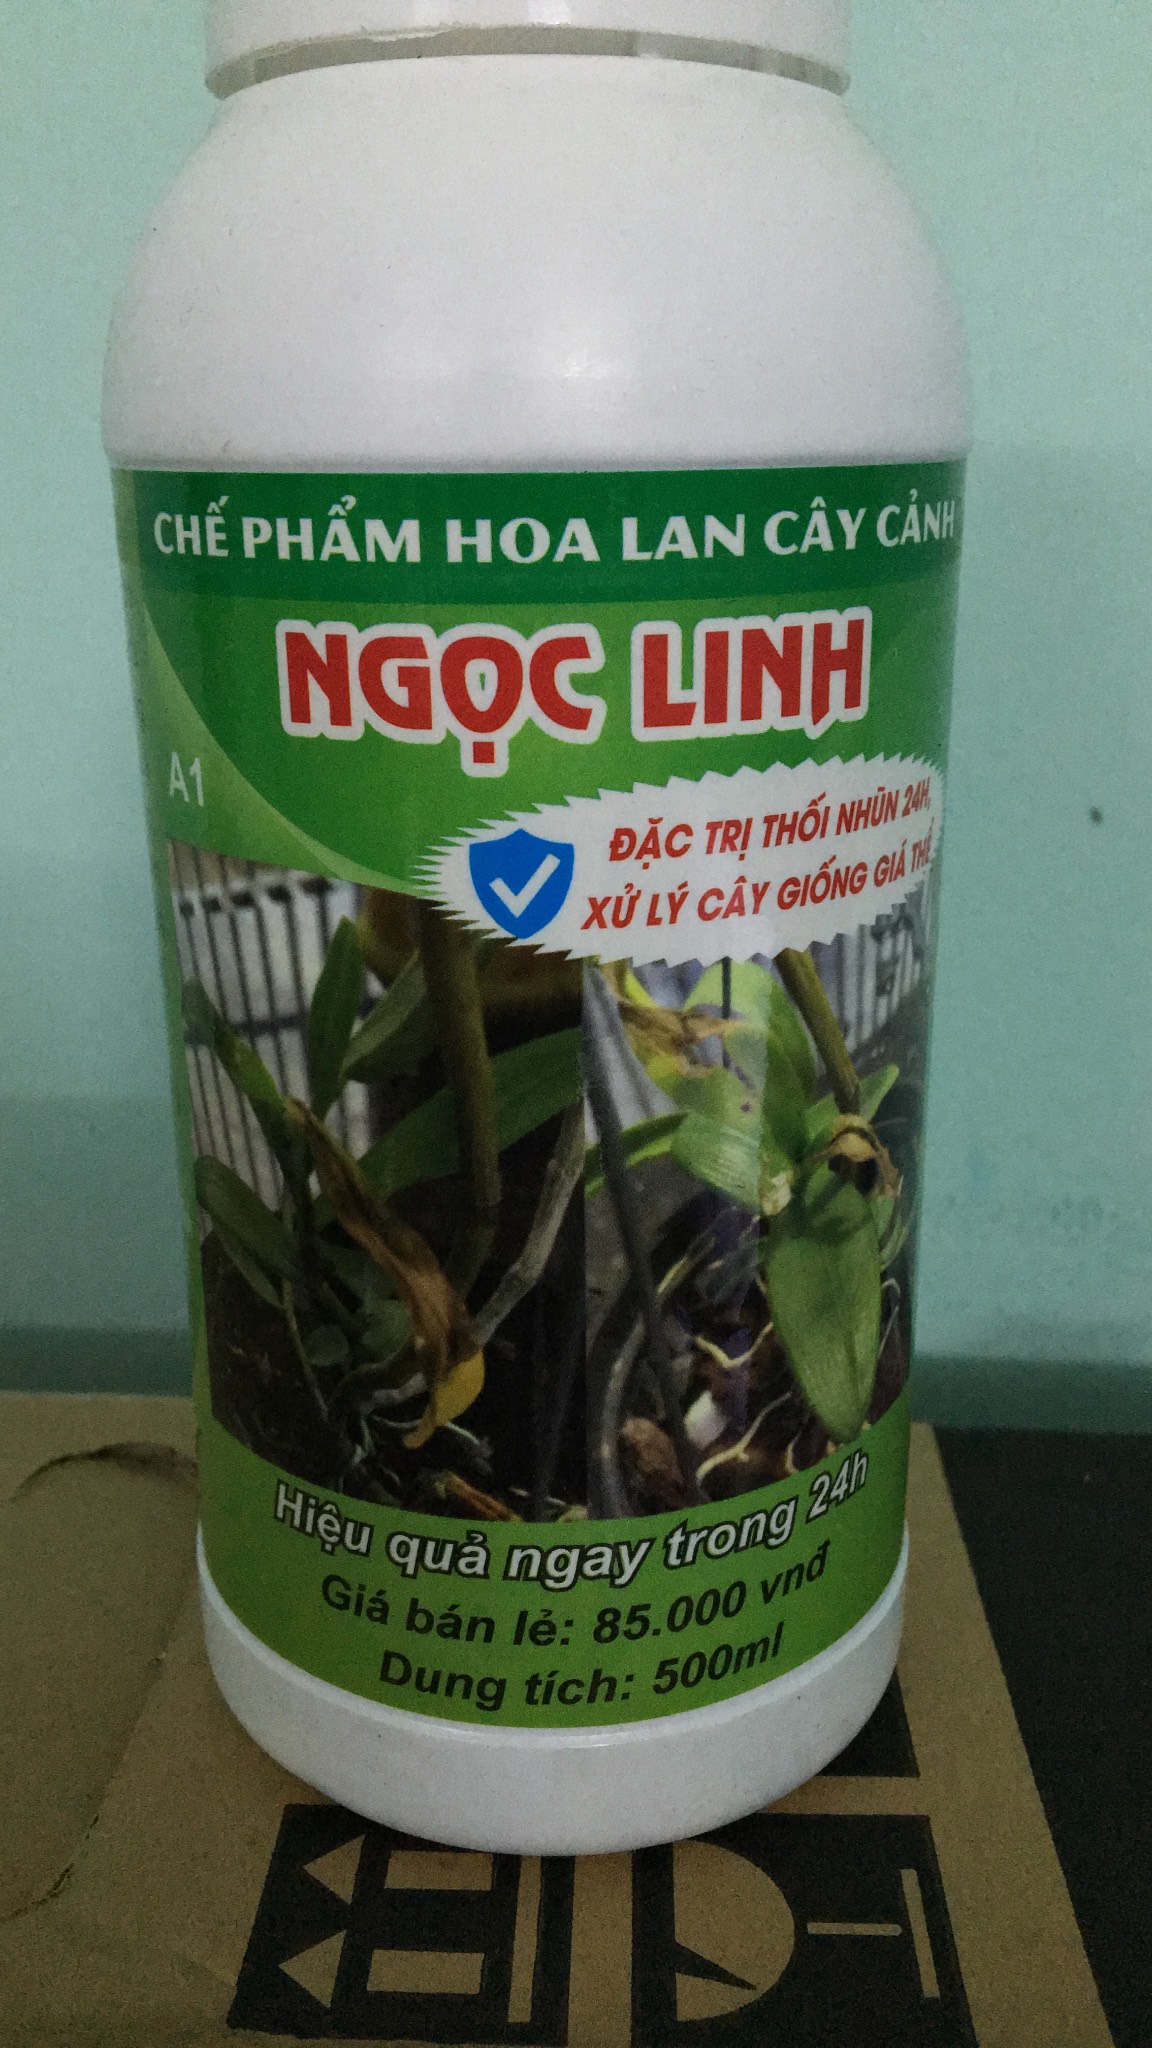 CHẾ PHẨM HOA LAN CÂY CẢNH
NGỌC LINH
A1
ĐẶC TRỊ THỐI NHŨN 24H,
XỬ LÝ CÂY GIỐNG GIÁ THỂ
Hiệu quả ngay trong 24h
Giá bán lẻ: 85.000 vnđ
Dung tích: 500ml